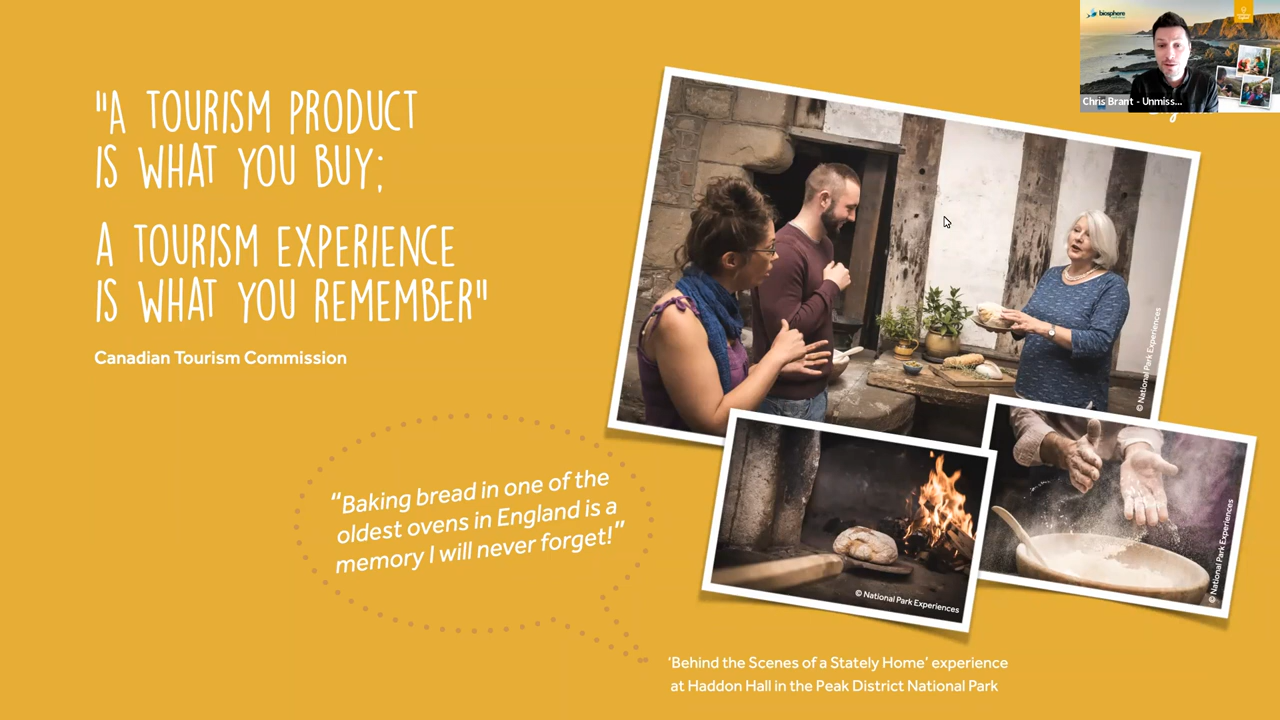 "A TOURISM PRODUCT
IS WHAT YOU BUY;
A TOURISM EXPERIENCE
IS WHAT YOU REMEMBER"
Canadian Tourism Commission
“Baking bread in one of the
oldest ovens in England is a
memory I will never forget!”
© National Park Experiences
© National Park Experiences
© National Park Experiences
‘Behind the Scenes of a Stately Home’ experience
at Haddon Hall in the Peak District National Park
biosphere
Chris Brant - Unmiss...